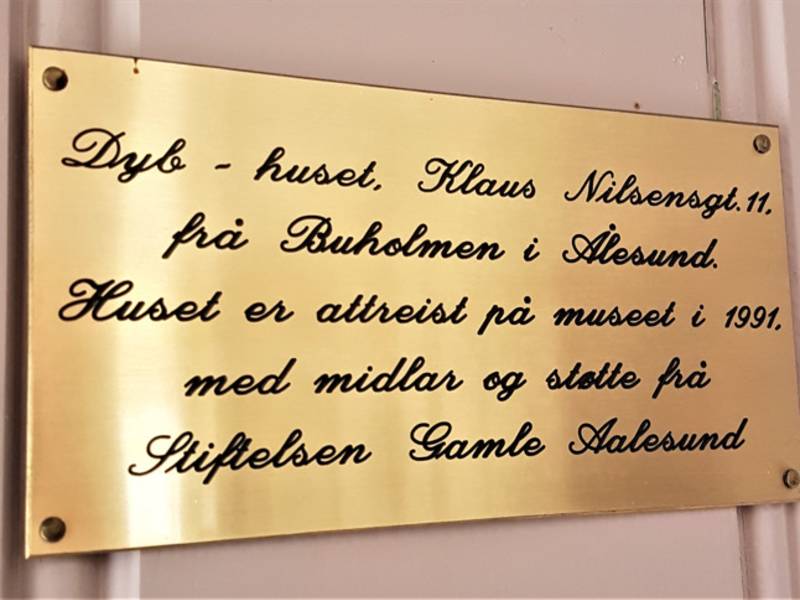 Dyb - huset, Klaus Nilsensgt. 11,
frå Buholmen i Ålesund.
Huset er attreist på museet i 1991,
med midlar og støtte frå
Stiftelsen Gamle Aalesund